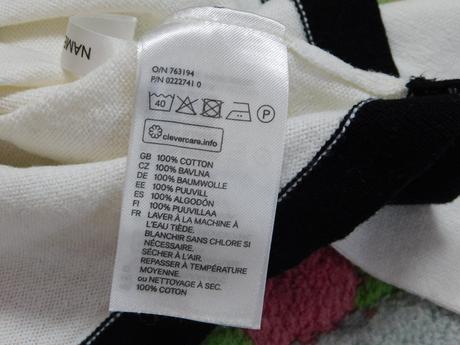 NAME
O/N 763194
P/N 0222741 0
40
P
clevercare.info
GB 100% COTTON
CZ 100% BAVLNA
DE 100% BAUMWOLLE
EE 100% PUUVILL
ES 100% ALGODÓN
FI 100% PUUVILLAA
FR LAVER À LA MACHINE À
L'EAU TIÈDE.
BLANCHIR SANS CHLORE SI
NÉCESSAIRE.
SÉCHER À L'AIR.
REPASSER À TEMPÉRATURE
MOYENNE.
ou NETTOYAGE À SEC.
100% COTON